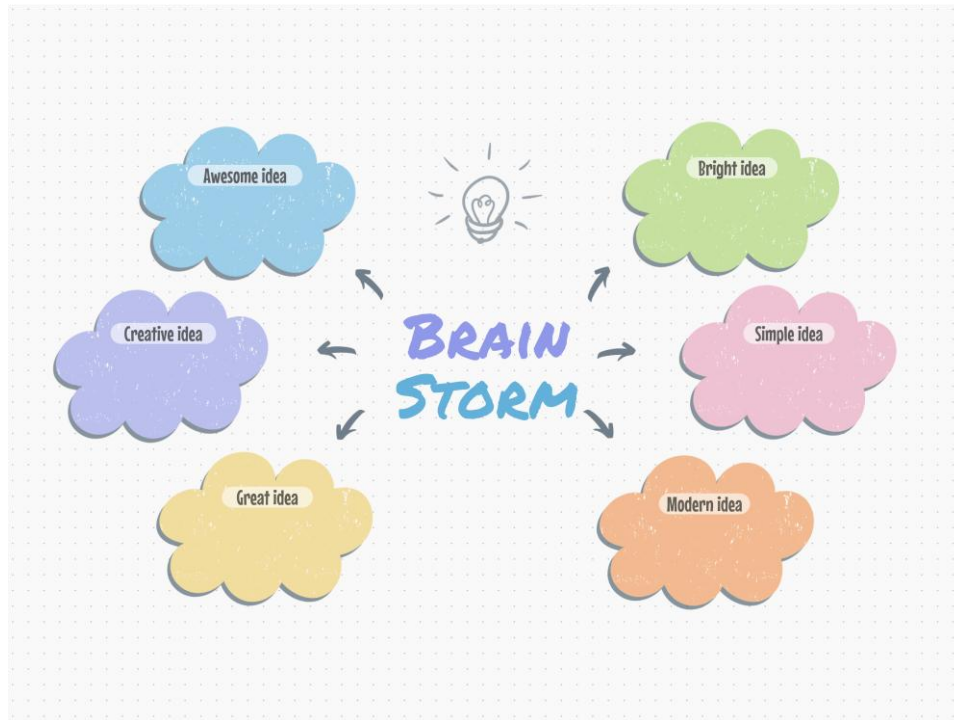 Awesome idea
Bright idea
Creative idea
BRAIN
STORM
Simple idea
Great idea
Modern idea